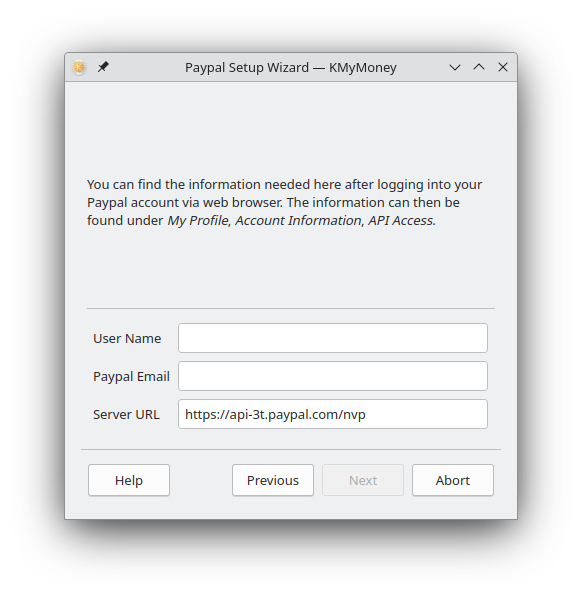 Paypal Setup Wizard — KMyMoney
You can find the information needed here after logging into your
Paypal account via web browser. The information can then be
found under My Profile, Account Information, API Access.
User Name
Paypal Email
Server URL https://api-3t.paypal.com/nvp
Help Previous Next Abort